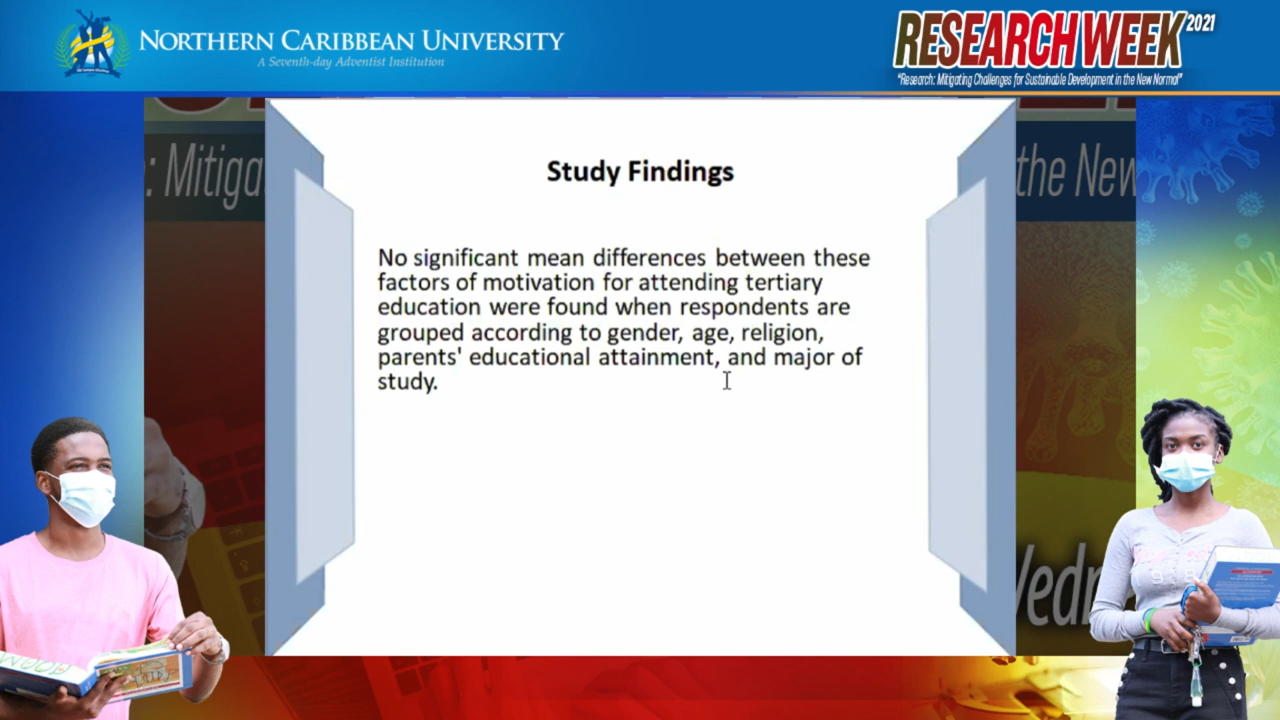 NORTHERN CARIBBEAN UNIVERSITY
A Seventh-day Adventist Institution
RESEARCH WEEK 2021
"Research: Mitigating Challenges for Sustainable Development in the New Normal"
: Mitiga
the New
Study Findings
No significant mean differences between these
factors of motivation for attending tertiary
education were found when respondents are
grouped according to gender, age, religion,
parents' educational attainment, and major of
study.
Wedn